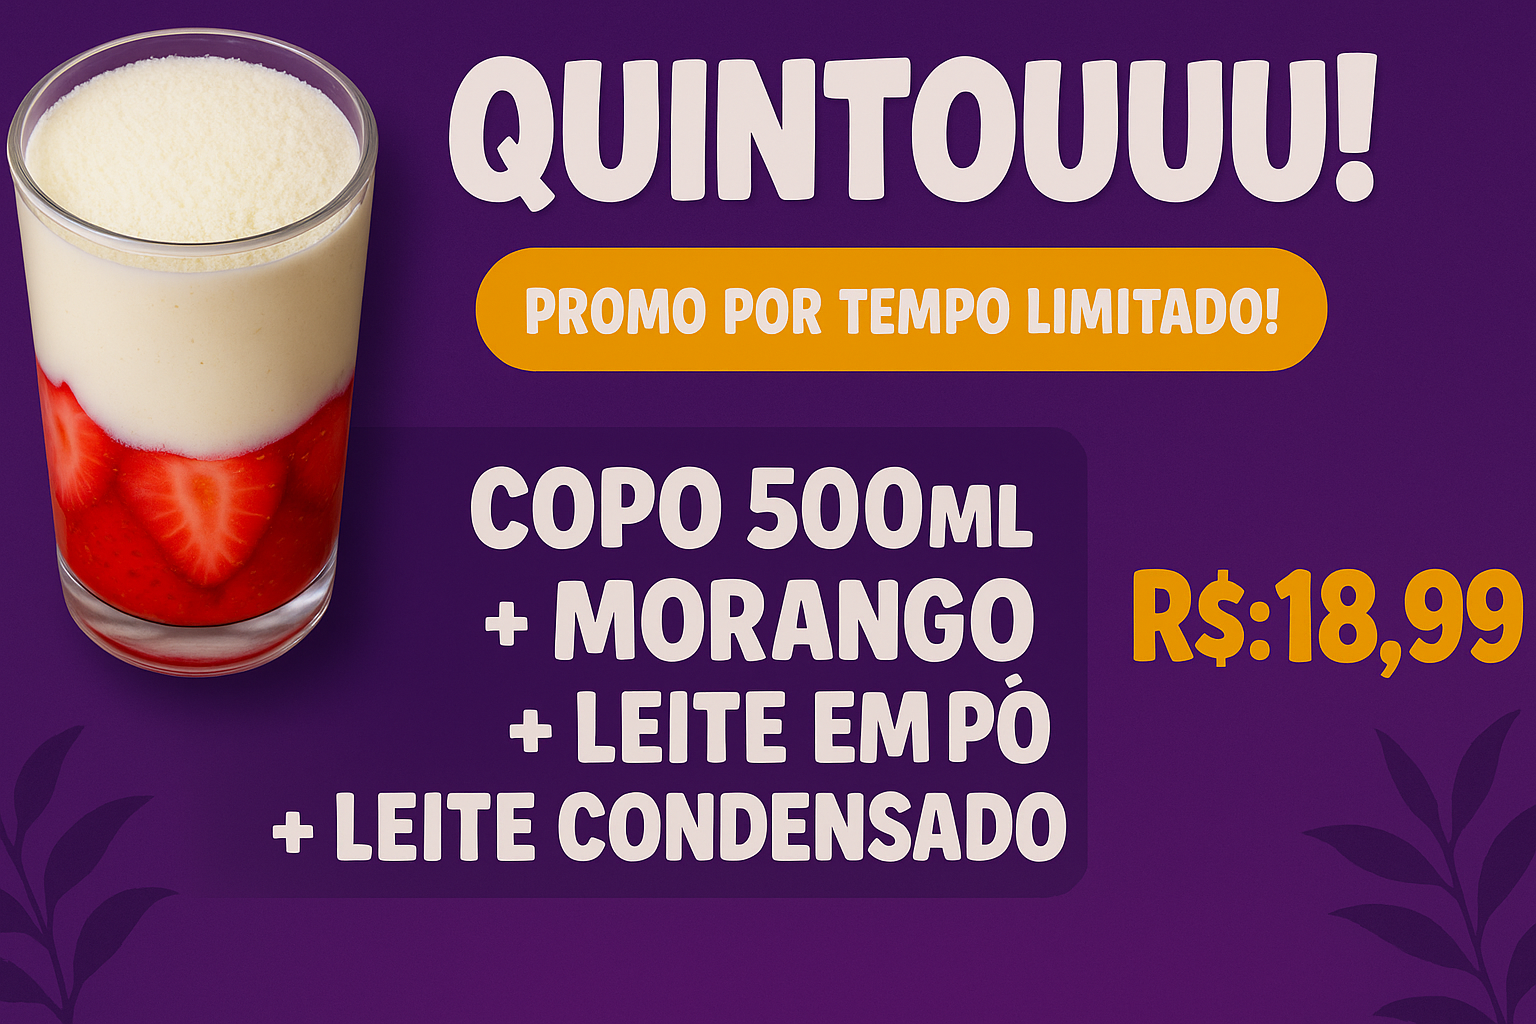 QUINTOUUU!
PROMO POR TEMPO LIMITADO!
COPO 500ML
+ MORANGO
+ LEITE EM PÓ
+ LEITE CONDENSADO
R$:18,99